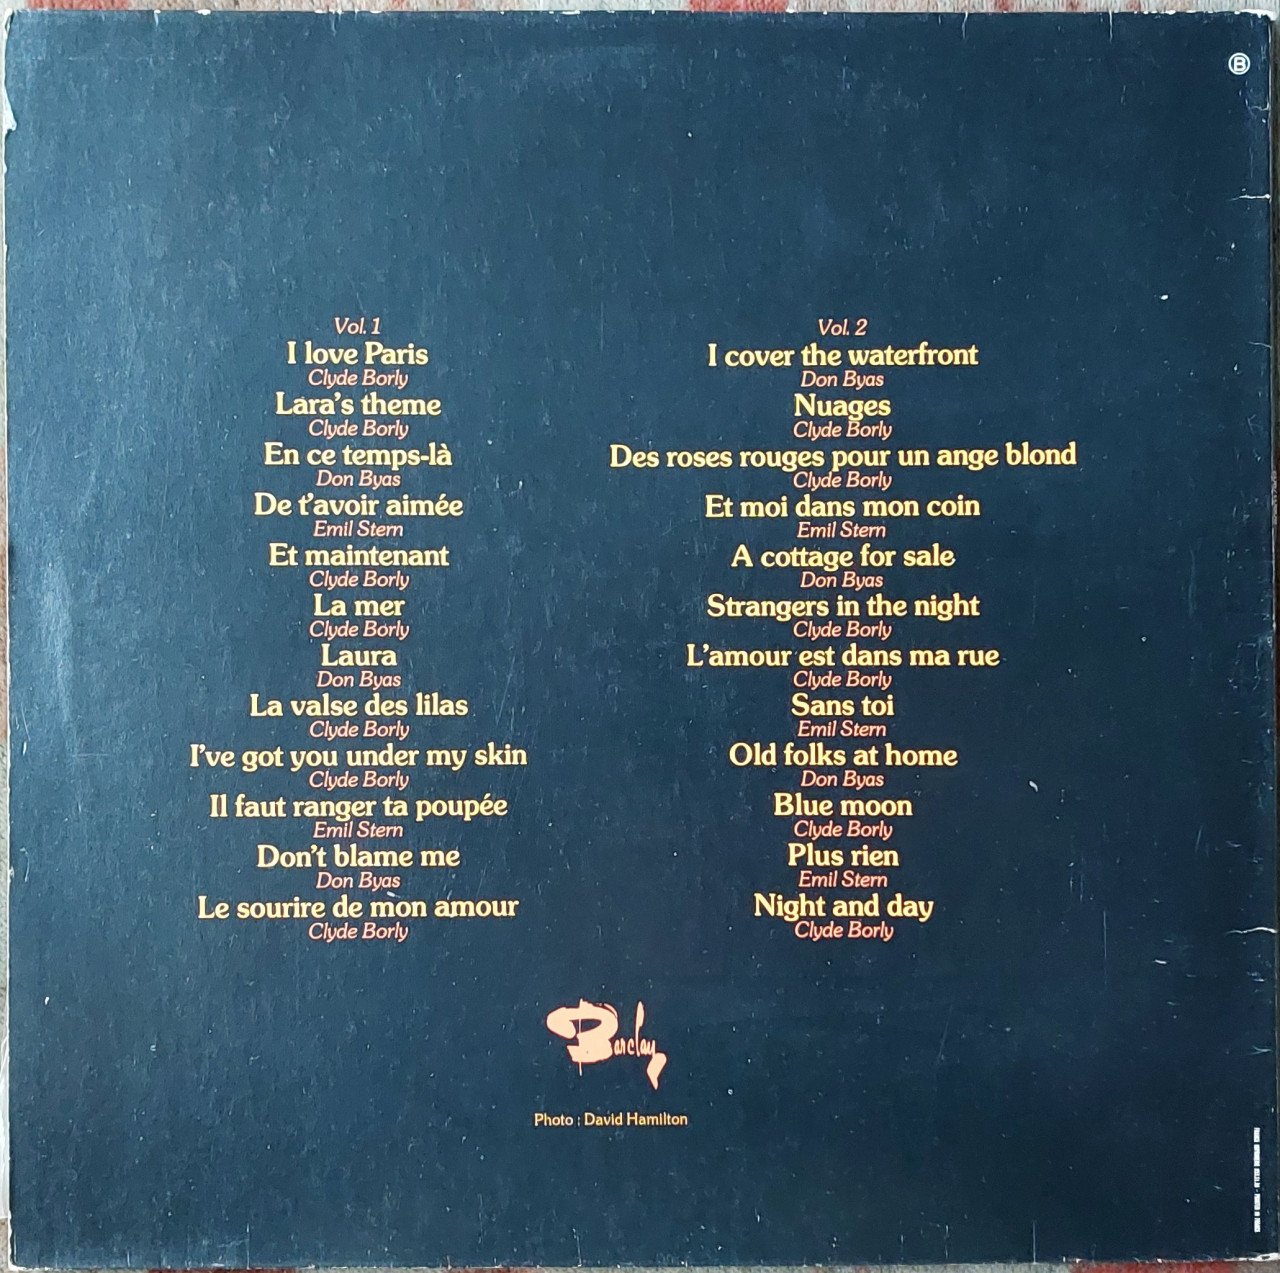 B
Vol. 1
I love Paris
Clyde Borly
Lara's theme
Clyde Borly
En ce temps-là
Don Byas
De t'avoir aimée
Emil Stern
Et maintenant
Clyde Borly
La mer
Clyde Borly
Laura
Don Byas
La valse des lilas
Clyde Borly
I've got you under my skin
Clyde Borly
Il faut ranger ta poupée
Emil Stern
Don't blame me
Don Byas
Le sourire de mon amour
Clyde Borly
Vol. 2
I cover the waterfront
Don Byas
Nuages
Clyde Borly
Des roses rouges pour un ange blond
Clyde Borly
Et moi dans mon coin
Emil Stern
A cottage for sale
Don Byas
Strangers in the night
Clyde Borly
L'amour est dans ma rue
Clyde Borly
Sans toi
Emil Stern
Old folks at home
Don Byas
Blue moon
Clyde Borly
Plus rien
Emil Stern
Night and day
Clyde Borly
Barclay
Photo : David Hamilton